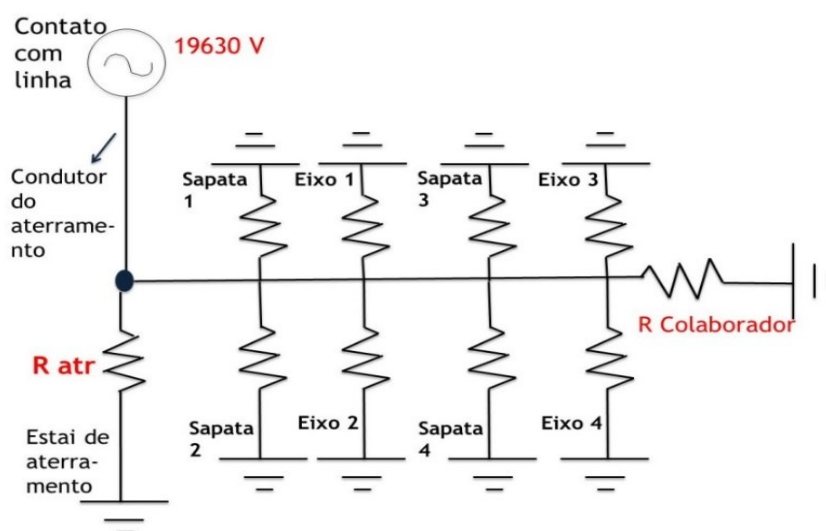 Contato
com
linha
19630 V
Condutor
do
aterrame-
nto
Sapata
1
Eixo 1
Sapata
3
Eixo 3
R Colaborador
R atr
Sapata
2
Eixo 2
Sapata
4
Eixo 4
Estai de
aterra-
mento